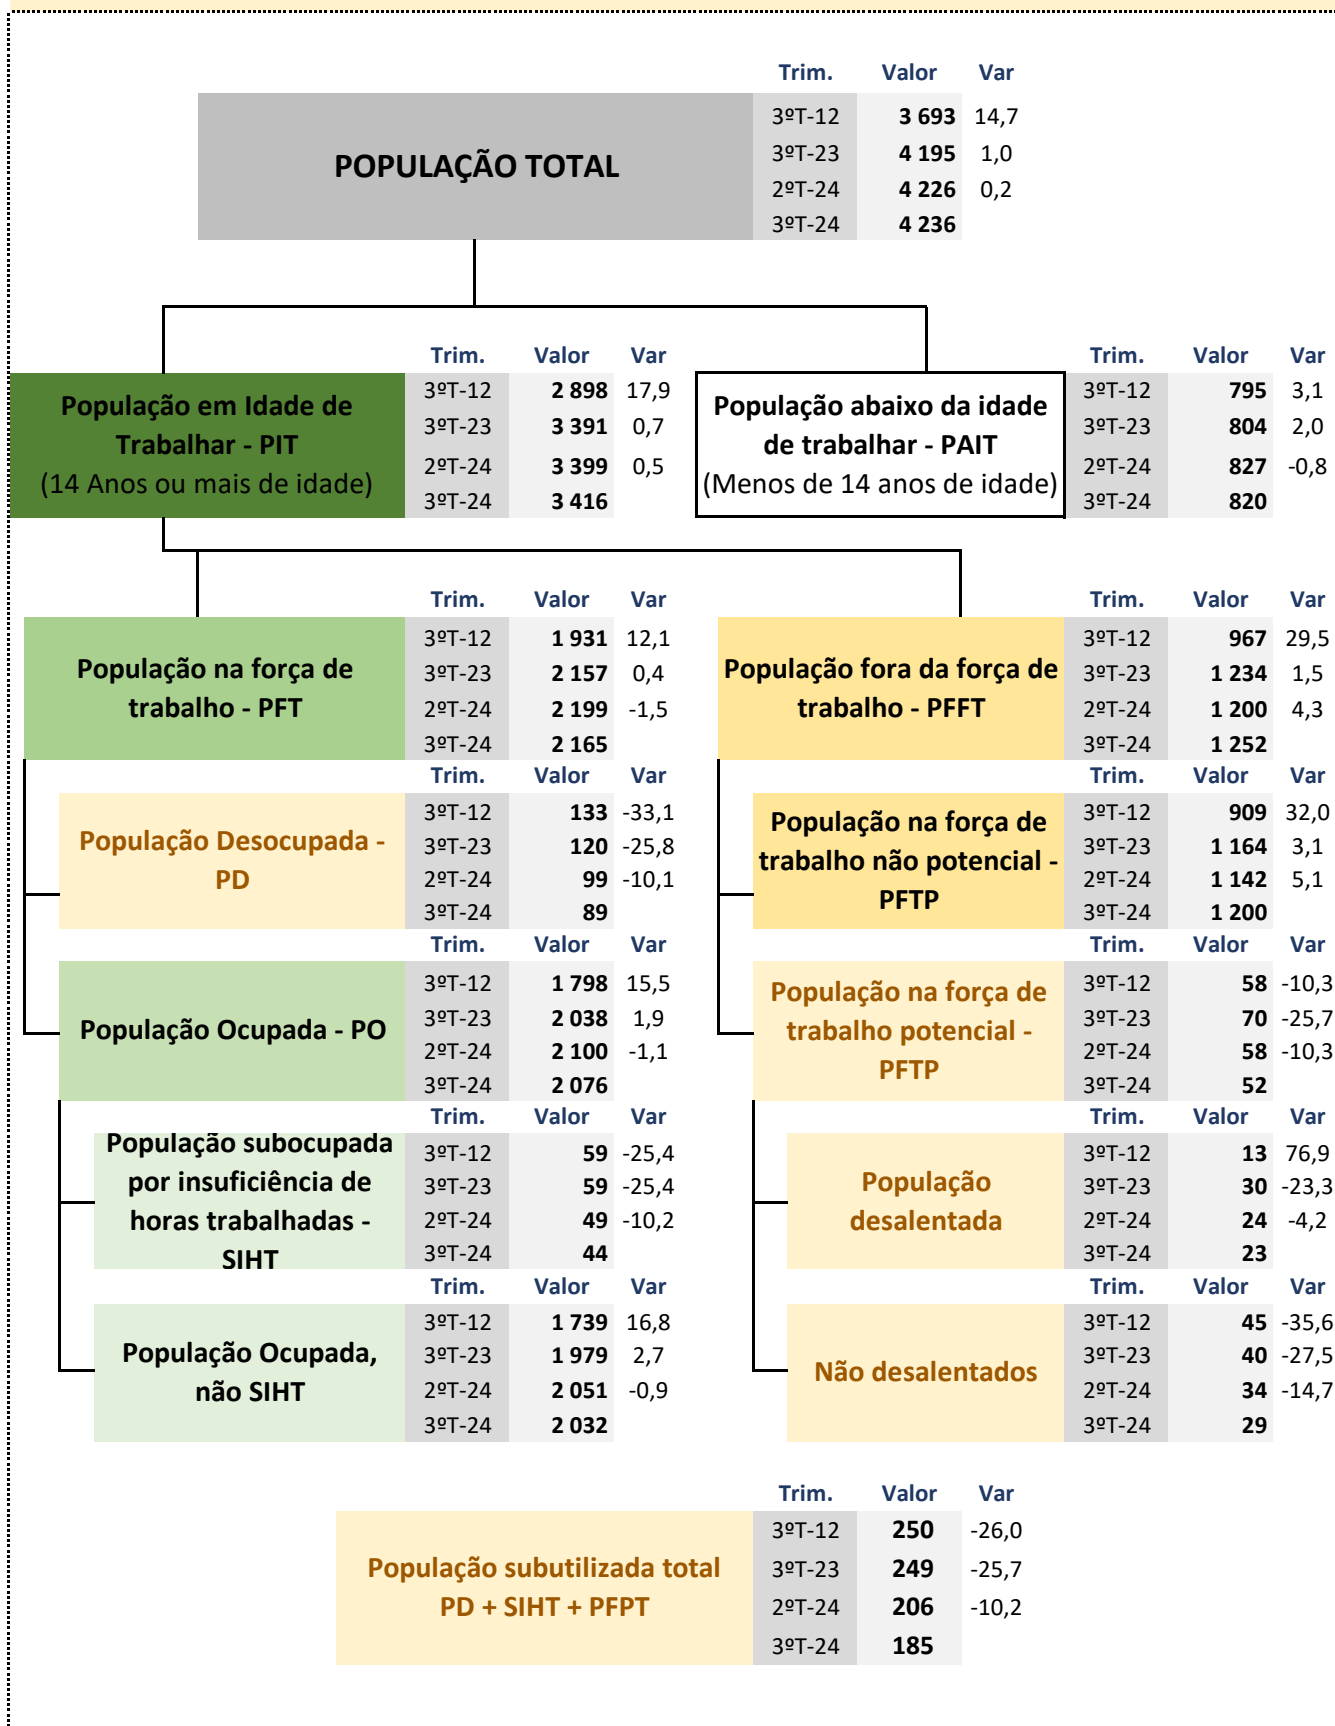 Trim. Valor Var
POPULAÇÃO TOTAL
3ºT-12 3 693 14,7
3ºT-23 4 195 1,0
2ºT-24 4 226 0,2
3ºT-24 4 236
Trim. Valor Var
População em Idade de
Trabalhar - PIT
(14 Anos ou mais de idade)
3ºT-12 2 898 17,9
3ºT-23 3 391 0,7
2ºT-24 3 399 0,5
3ºT-24 3 416
Trim. Valor Var
População abaixo da idade
de trabalhar - PAIT
(Menos de 14 anos de idade)
3ºT-12 795 3,1
3ºT-23 804 2,0
2ºT-24 827 -0,8
3ºT-24 820
Trim. Valor Var
População na força de
trabalho - PFT
3ºT-12 1 931 12,1
3ºT-23 2 157 0,4
2ºT-24 2 199 -1,5
3ºT-24 2 165
Trim. Valor Var
População fora da força de
trabalho - PFFT
3ºT-12 967 29,5
3ºT-23 1 234 1,5
2ºT-24 1 200 4,3
3ºT-24 1 252
Trim. Valor Var
População Desocupada -
PD
3ºT-12 133 -33,1
3ºT-23 120 -25,8
2ºT-24 99 -10,1
3ºT-24 89
Trim. Valor Var
População na força de
trabalho não potencial -
PFTP
3ºT-12 909 32,0
3ºT-23 1 164 3,1
2ºT-24 1 142 5,1
3ºT-24 1 200
Trim. Valor Var
População Ocupada - PO
3ºT-12 1 798 15,5
3ºT-23 2 038 1,9
2ºT-24 2 100 -1,1
3ºT-24 2 076
Trim. Valor Var
População na força de
trabalho potencial -
PFTP
3ºT-12 58 -10,3
3ºT-23 70 -25,7
2ºT-24 58 -10,3
3ºT-24 52
Trim. Valor Var
População subocupada
por insuficiência de
horas trabalhadas -
SIHT
3ºT-12 59 -25,4
3ºT-23 59 -25,4
2ºT-24 49 -10,2
3ºT-24 44
Trim. Valor Var
População
desalentada
3ºT-12 13 76,9
3ºT-23 30 -23,3
2ºT-24 24 -4,2
3ºT-24 23
Trim. Valor Var
População Ocupada,
não SIHT
3ºT-12 1 739 16,8
3ºT-23 1 979 2,7
2ºT-24 2 051 -0,9
3ºT-24 2 032
Trim. Valor Var
Não desalentados
3ºT-12 45 -35,6
3ºT-23 40 -27,5
2ºT-24 34 -14,7
3ºT-24 29
Trim. Valor Var
População subutilizada total
PD + SIHT + PFPT
3ºT-12 250 -26,0
3ºT-23 249 -25,7
2ºT-24 206 -10,2
3ºT-24 185